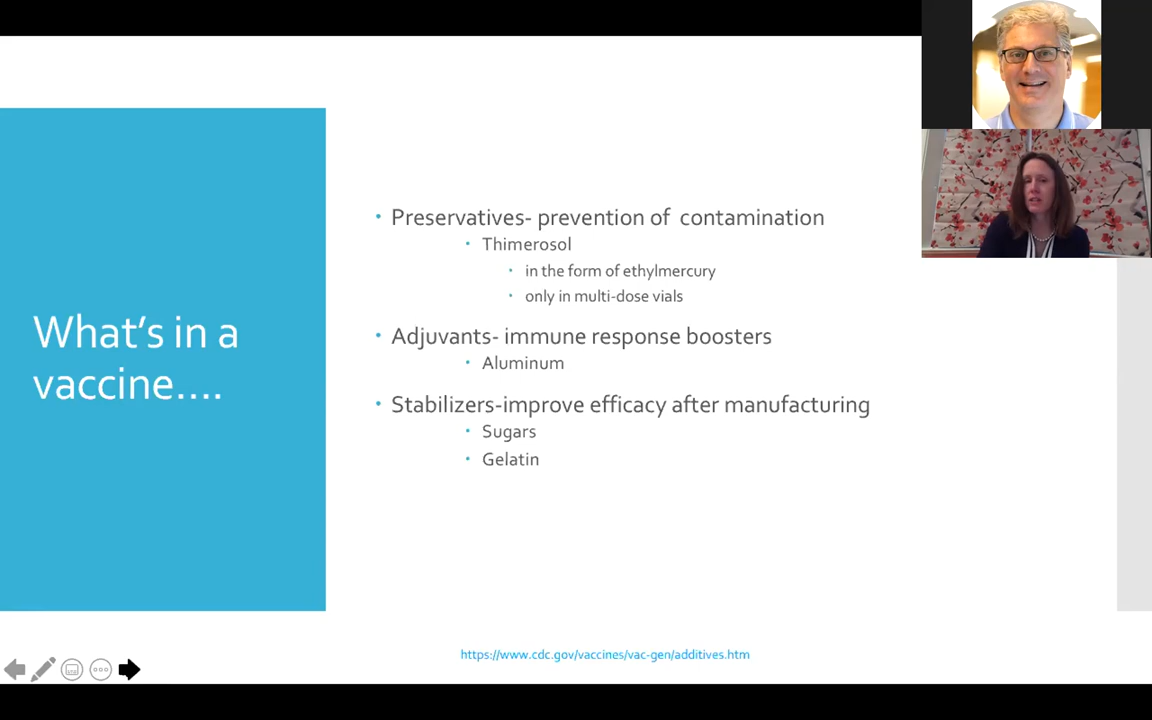 What's in a
vaccine....
• Preservatives- prevention of contamination
• Thimerosol
• in the form of ethylmercury
• only in multi-dose vials
• Adjuvants- immune response boosters
• Aluminum
• Stabilizers-improve efficacy after manufacturing
• Sugars
• Gelatin
https://www.cdc.gov/vaccines/vac-gen/additives.htm